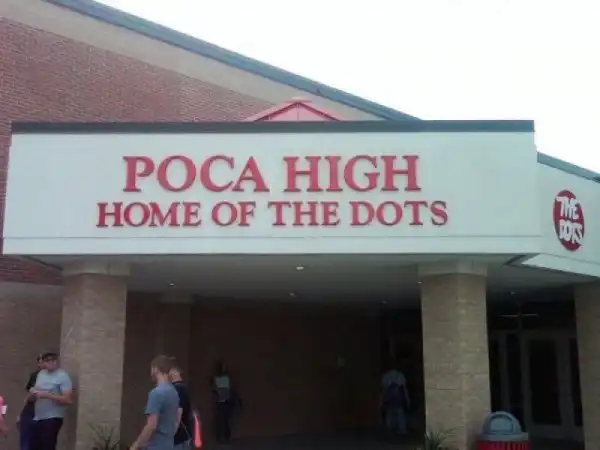 POCA HIGH
HOME OF THE DOTS
THE
DOTS